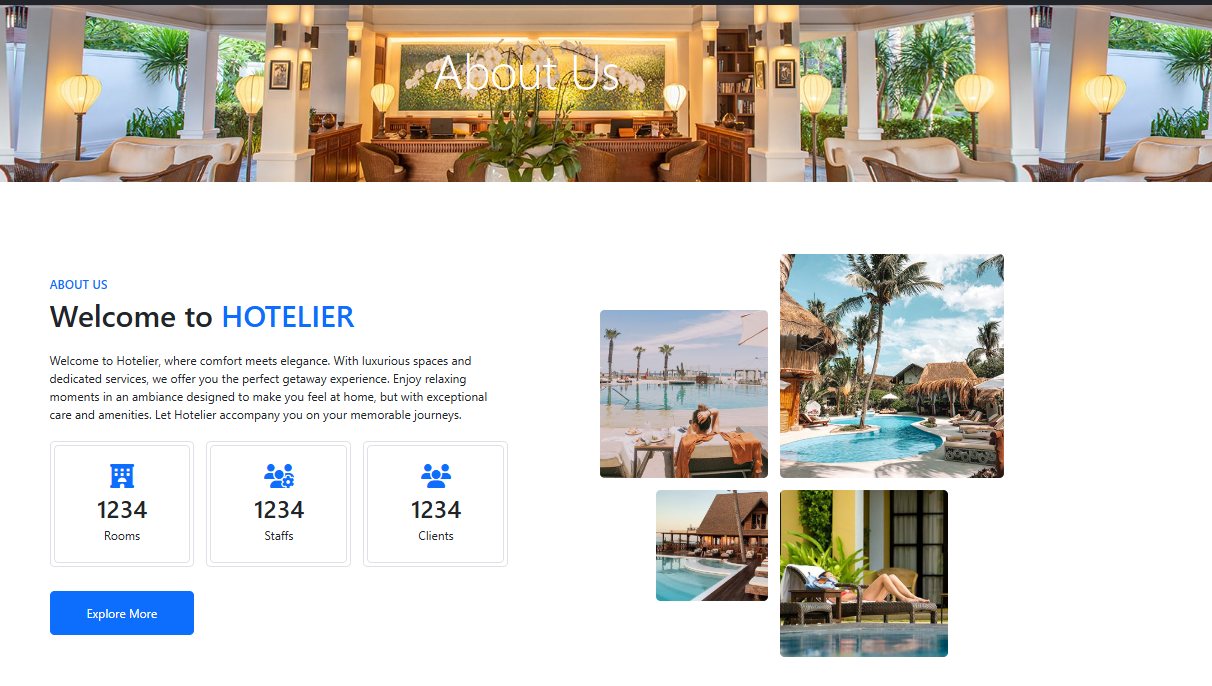 About Us
ABOUT US
Welcome to HOTELIER
Welcome to Hotelier, where comfort meets elegance. With luxurious spaces and
dedicated services, we offer you the perfect getaway experience. Enjoy relaxing
moments in an ambiance designed to make you feel at home, but with exceptional
care and amenities. Let Hotelier accompany you on your memorable journeys.
1234
Rooms
1234
Staffs
1234
Clients
Explore More